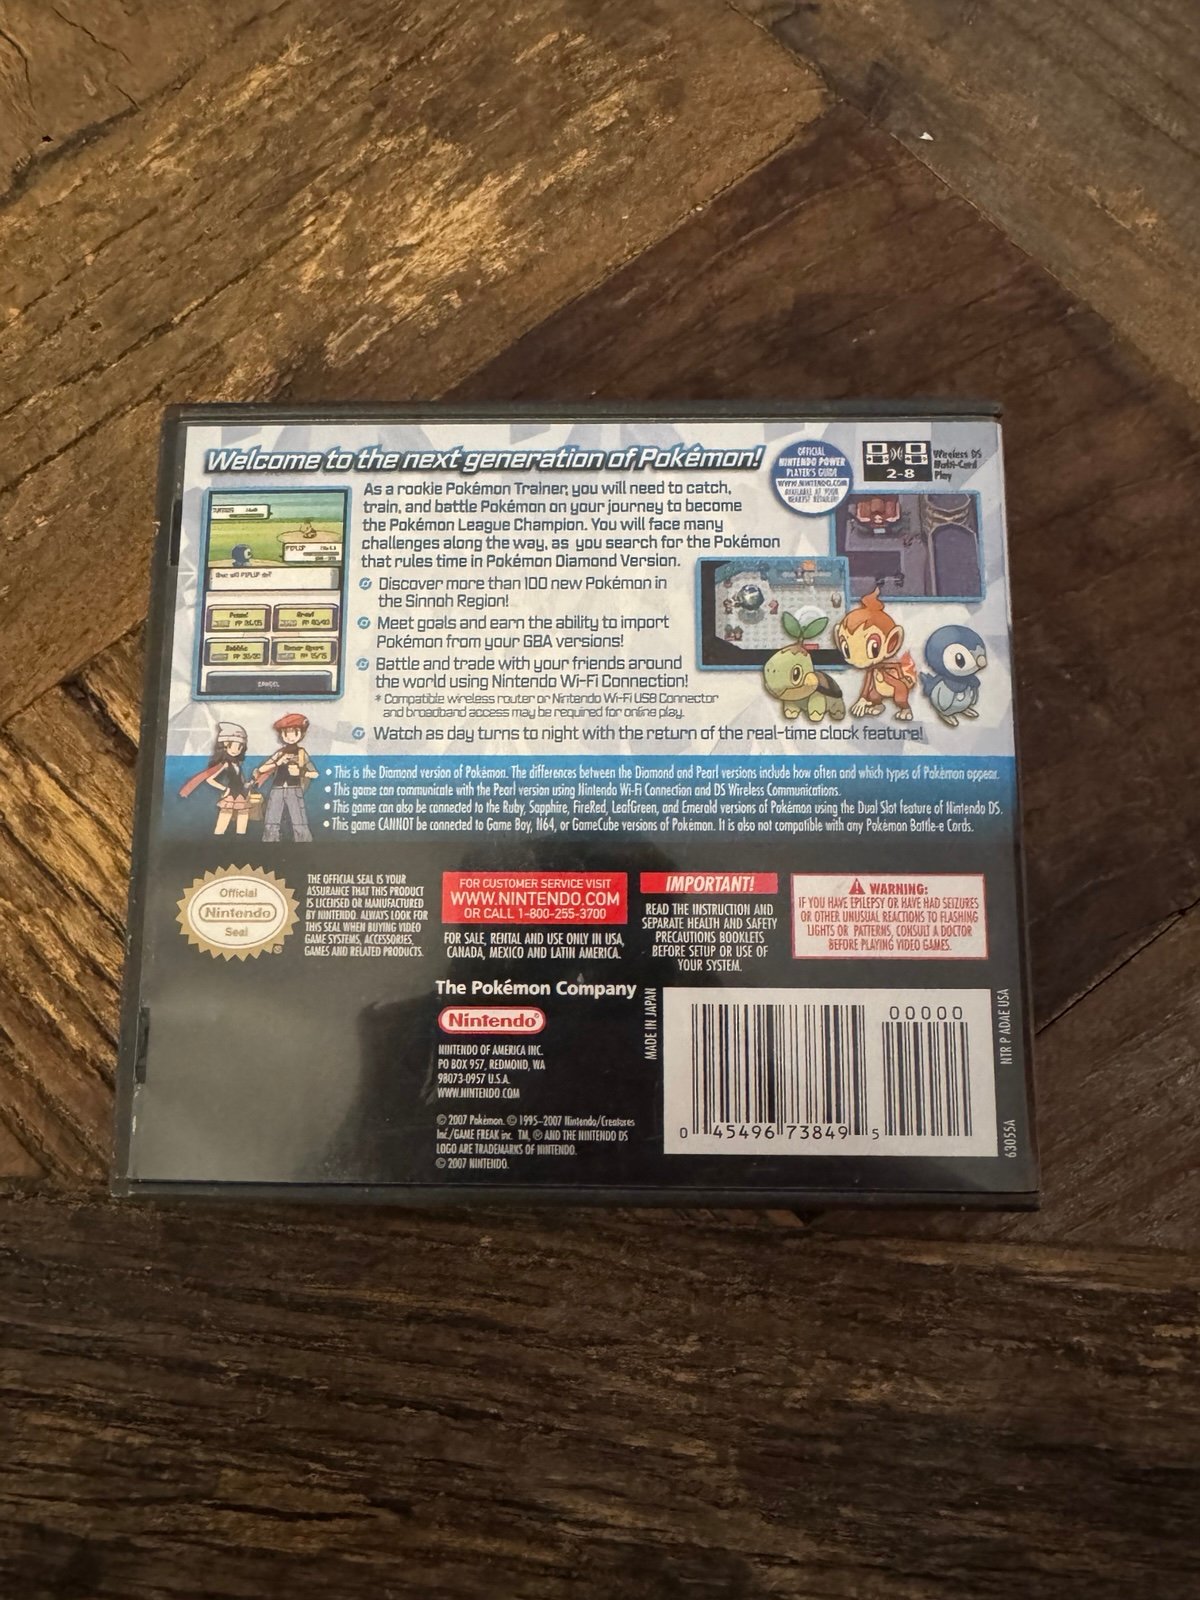 Welcome to the next generation of Pokémon!
OFFICIAL
NINTENDO POWER
PLAYER'S GUIDE
WWW.NINTENDO.COM
AVAILABLE AT YOUR
NEAREST RETAILER!
2-8
Wireless DS
Multi-Card
Play
As a rookie Pokémon Trainer, you will need to catch,
train, and battle Pokémon on your journey to become
the Pokémon League Champion. You will face many
challenges along the way, as you search for the Pokémon
that rules time in Pokémon Diamond Version.
Discover more than 100 new Pokémon in
the Sinnoh Region!
Meet goals and earn the ability to import
Pokémon from your GBA versions!
Battle and trade with your friends around
the world using Nintendo Wi-Fi Connection!
* Compatible wireless router or Nintendo Wi-Fi USB Connector
and broadband access may be required for online play.
Watch as day turns to night with the return of the real-time clock feature!
PIPLUP
What will PIPLUP do?
Pound
Growl
Bubble
CANCEL
• This is the Diamond version of Pokémon. The differences between the Diamond and Pearl versions include how often and which types of Pokémon appear.
• This game can communicate with the Pearl version using Nintendo Wi-Fi Connection and DS Wireless Communications.
• This game can also be connected to the Ruby, Sapphire, FireRed, LeafGreen, and Emerald versions of Pokémon using the Dual Slot feature of Nintendo DS.
• This game CANNOT be connected to Game Boy, N64, or GameCube versions of Pokémon. It is also not compatible with any Pokémon Battle-e Cards.
Official
Nintendo
Seal
THE OFFICIAL SEAL IS YOUR
ASSURANCE THAT THIS PRODUCT
IS LICENSED OR MANUFACTURED
BY NINTENDO. ALWAYS LOOK FOR
THIS SEAL WHEN BUYING VIDEO
GAME SYSTEMS, ACCESSORIES,
GAMES AND RELATED PRODUCTS.
FOR CUSTOMER SERVICE VISIT
WWW.NINTENDO.COM
OR CALL 1-800-255-3700
FOR SALE, RENTAL AND USE ONLY IN USA,
CANADA, MEXICO AND LATIN AMERICA.
IMPORTANT!
READ THE INSTRUCTION AND
SEPARATE HEALTH AND SAFETY
PRECAUTIONS BOOKLETS
BEFORE SETUP OR USE OF
YOUR SYSTEM.
WARNING:
IF YOU HAVE EPILEPSY OR HAVE HAD SEIZURES
OR OTHER UNUSUAL REACTIONS TO FLASHING
LIGHTS OR PATTERNS, CONSULT A DOCTOR
BEFORE PLAYING VIDEO GAMES.
The Pokémon Company
Nintendo®
NINTENDO OF AMERICA INC.
PO BOX 957, REDMOND, WA
98073-0957 U.S.A.
WWW.NINTENDO.COM
© 2007 Pokémon. © 1995–2007 Nintendo/Creatures
Inc./GAME FREAK inc. TM, ® AND THE NINTENDO DS
LOGO ARE TRADEMARKS OF NINTENDO.
© 2007 NINTENDO.
MADE IN JAPAN
00000
0 45496 73849 5
NTR P ADAE USA
63055A